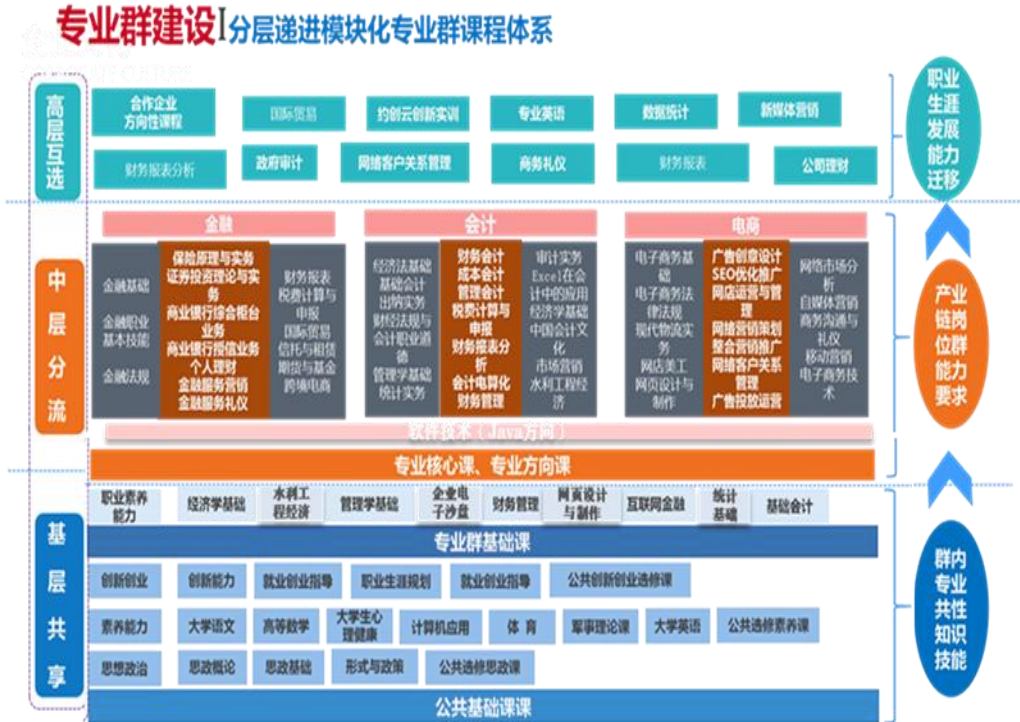 专业群建设|分层递进模块化专业群课程体系
高层互选
合作企业
方向性课程
国际贸易
约创云创新实训
专业英语
数据统计
新媒体营销
财务报表分析
政府审计
网络客户关系管理
商务礼仪
财务报表
公司理财
职业
生涯
发展
能力
迁移
中层分流
金融
金融基础
金融职业
基本技能
金融法规
保险原理与实务
证券投资理论与实
务
商业银行综合柜台
业务
商业银行授信业务
个人理财
金融服务营销
金融服务礼仪
财务报表
税费计算与
申报
国际贸易
信托与租赁
期货与基金
跨境电商
会计
经济法基础
基础会计
出纳实务
财经法规与
会计职业道
德
管理学基础
统计实务
财务会计
成本会计
管理会计
税费计算与
申报
财务报表分
析
会计电算化
财务管理
审计实务
Excel在会
计中的应用
经济学基础
中国会计文
化
市场营销
水利工程经
济
电商
电子商务基
础
电子商务法
律法规
现代物流实
务
网店美工
网页设计与
制作
广告创意设计
SEO优化推广
网店运营与管
理
网络营销策划
整合营销推广
网络客户关系
管理
广告投放运营
网络市场分
析
自媒体营销
商务沟通与
礼仪
移动营销
电子商务技
术
软件技术（Java方向）
专业核心课、专业方向课
产业
链岗
位群
能力
要求
基层共享
职业素养
能力
经济学基础
水利工
程经济
管理学基础
企业电
子沙盘
财务管理
网页设计
与制作
互联网金融
统计
基础
基础会计
专业群基础课
创新创业
创新能力
就业创业指导
职业生涯规划
就业创业指导
公共创新创业选修课
素养能力
大学语文
高等数学
大学生心
理健康
计算机应用
体 育
军事理论课
大学英语
公共选修素养课
思想政治
思政概论
思政基础
形式与政策
公共选修思政课
公共基础课课
群内
专业
共性
知识
技能